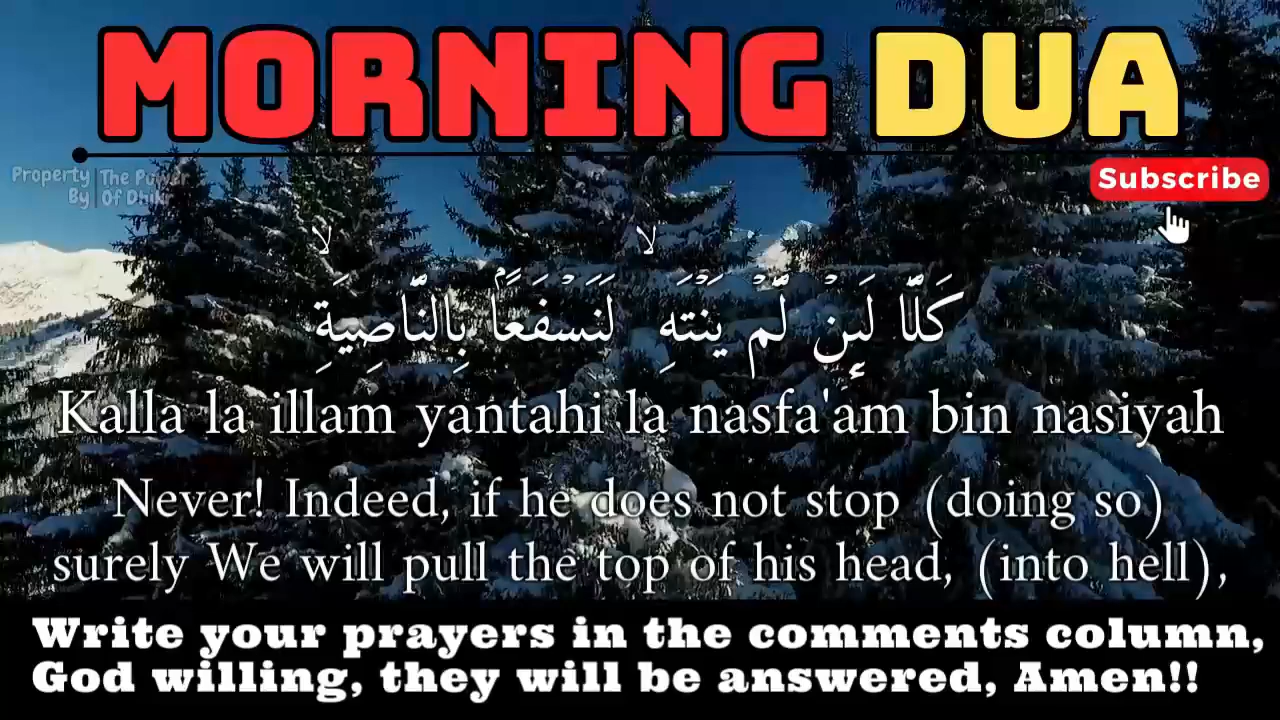 MORNING DUA
Property By
The Power Of Dhikr
Subscribe
كَلَّا لَىِٕنْ لَّمْ يَنْتَهِ ەۙ لَنَسْفَعًاۢ بِالنَّاصِيَةِۙ
Kalla la illam yantahi la nasfa'am bin nasiyah
Never! Indeed, if he does not stop (doing so)
surely We will pull the top of his head, (into hell),
Write your prayers in the comments column,
God willing, they will be answered, Amen!!